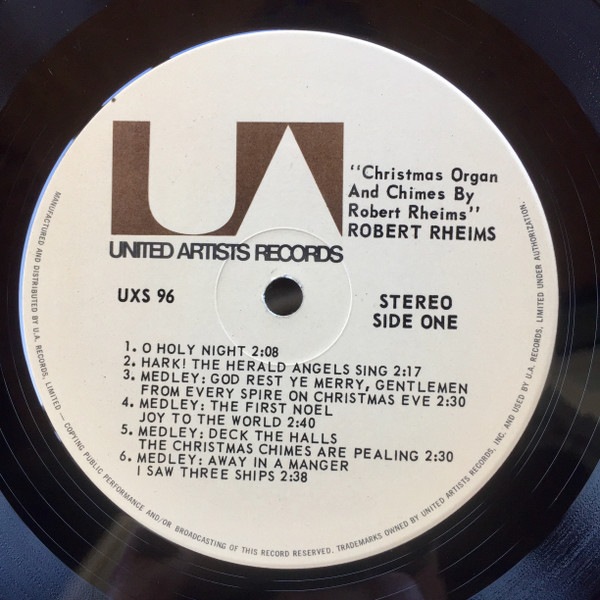 UA
UNITED ARTISTS RECORDS
"Christmas Organ
And Chimes By
Robert Rheims"
ROBERT RHEIMS
UXS 96
STEREO
SIDE ONE
1. O HOLY NIGHT 2:08
2. HARK! THE HERALD ANGELS SING 2:17
3. MEDLEY: GOD REST YE MERRY, GENTLEMEN
FROM EVERY SPIRE ON CHRISTMAS EVE 2:30
4. MEDLEY: THE FIRST NOEL
JOY TO THE WORLD 2:40
5. MEDLEY: DECK THE HALLS
THE CHRISTMAS CHIMES ARE PEALING 2:30
6. MEDLEY: AWAY IN A MANGER
I SAW THREE SHIPS 2:38
MANUFACTURED AND DISTRIBUTED BY U.A. RECORDS, LIMITED — COPYING PUBLIC PERFORMANCE AND/OR BROADCASTING OF THIS RECORD RESERVED. TRADEMARKS OWNED BY UNITED ARTISTS RECORDS, INC. AND USED BY U.A. RECORDS, LIMITED UNDER AUTHORIZATION.